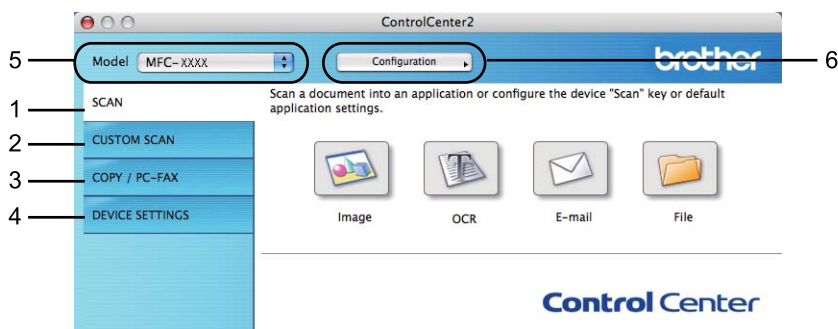 ControlCenter2
5 Model MFC-XXXX Configuration brother 6
1 SCAN
Scan a document into an application or configure the device "Scan" key or default
application settings.
2 CUSTOM SCAN
3 COPY / PC-FAX
4 DEVICE SETTINGS
Image OCR E-mail File
Control Center